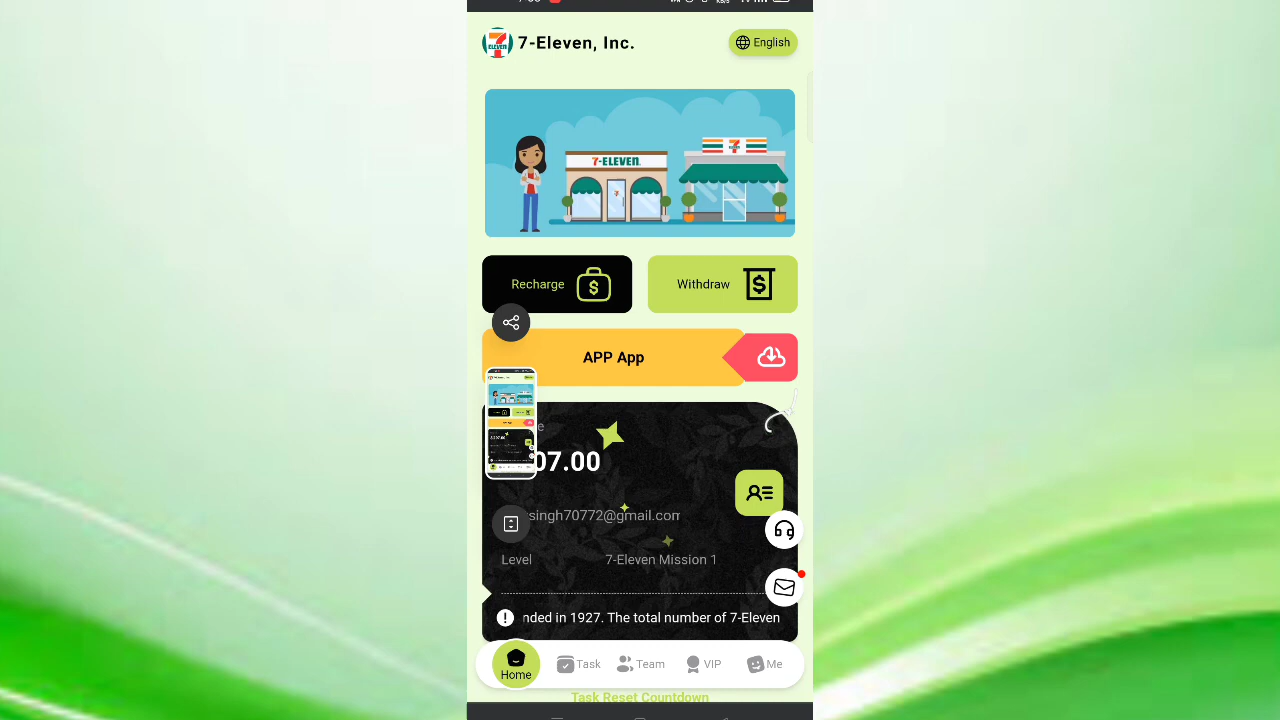 7-Eleven, Inc.
English
7-ELEVEN
Recharge
Withdraw
APP App
07.00
singh70772@gmail.com
Level
7-Eleven Mission 1
nded in 1927. The total number of 7-Eleven
Home
Task
Team
VIP
Me
Task Reset Countdown